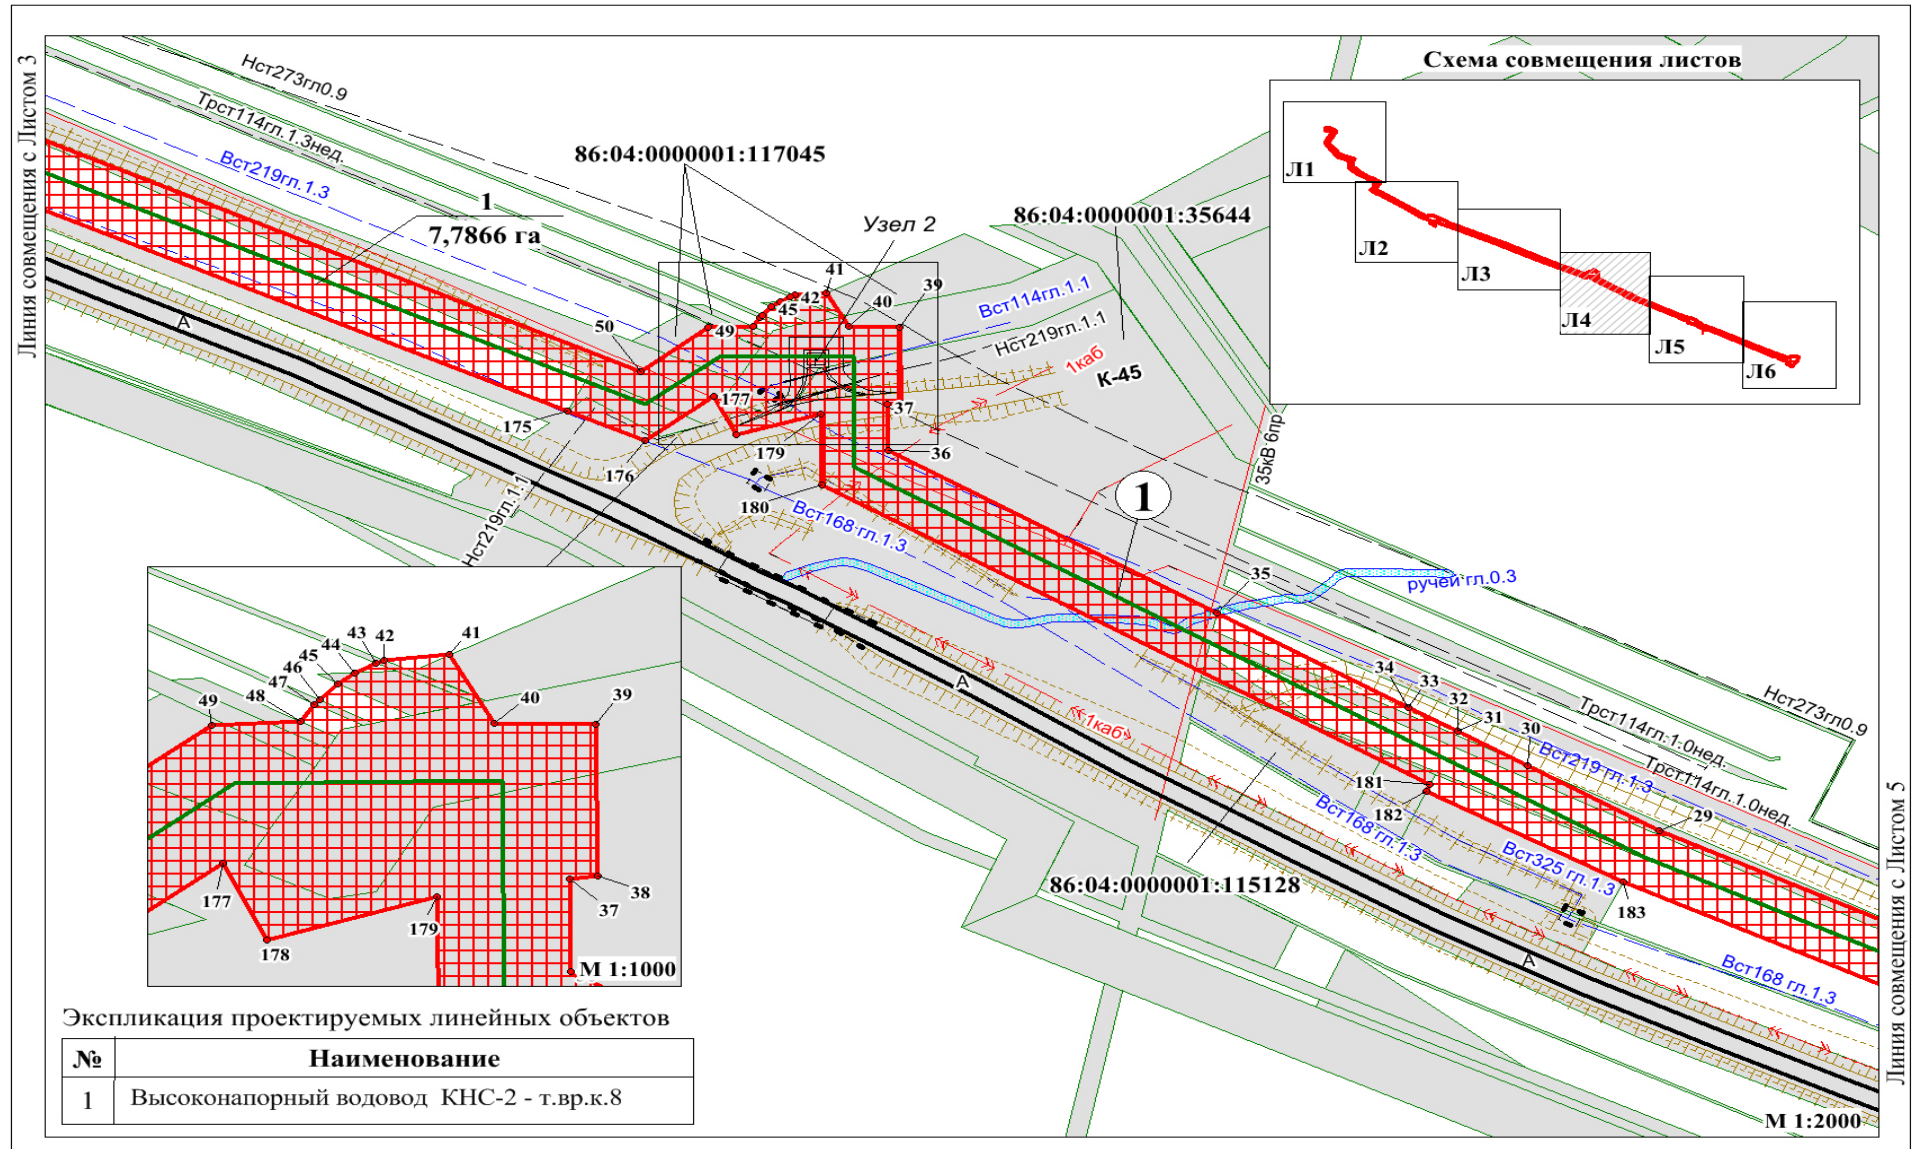 Линия совмещения с Листом 3
Схема совмещения листов
Л1
Л2
Л3
Л4
Л5
Л6
Нст273гл0.9
Трст114гл.1.3нед.
Вст219гл.1.3
86:04:0000001:117045
1
7,7866 га
Узел 2
86:04:0000001:35644
41
42
40
39
45
49
50
Вст114гл.1.1
Нст219гл.1.1
1каб
К-45
35кВ 6пр
А
175
176
177
179
37
36
180
Нст219гл.1.1
Вст168 гл.1.3
1
35
ручей гл.0.3
34
33
32
31
30
29
Нст273гл0.9
Трст114гл.1.0нед.
Вст219 гл.1.3
Трст114гл.1.0нед.
А
1каб
181
182
183
Вст168 гл.1.3
Вст325 гл.1.3
86:04:0000001:115128
А
Вст168 гл.1.3
49
48
47
46
45
44
43
42
41
40
39
38
37
177
178
179
М 1:1000
Экспликация проектируемых линейных объектов
№ Наименование
1 Высоконапорный водовод КНС-2 - т.вр.к.8
М 1:2000
Линия совмещения с Листом 5